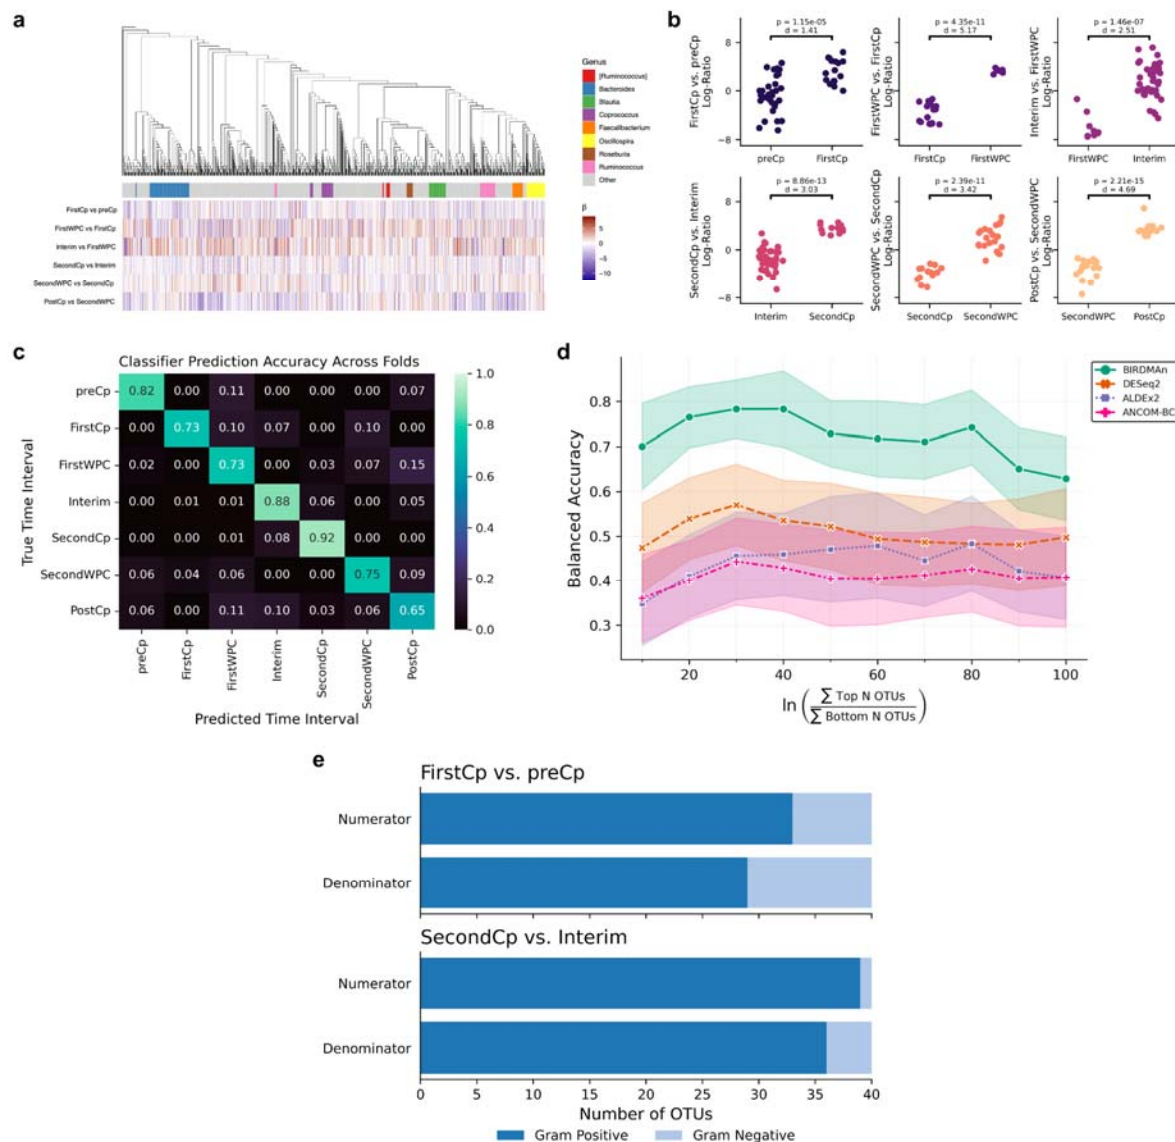 a
Genus
[Ruminococcus]
Bacteroides
Blautia
Coprococcus
Faecalibacterium
Oscillospira
Roseburia
Ruminococcus
Other
β
5
0
−5
−10
FirstCp vs preCp
FirstWPC vs FirstCp
Interim vs FirstWPC
SecondCp vs Interim
SecondWPC vs SecondCp
PostCp vs SecondWPC
b
p = 1.15e-05
d = 1.41
FirstCp vs. preCp
Log-Ratio
8
0
−8
preCp
FirstCp
p = 4.35e-11
d = 5.17
FirstWPC vs. FirstCp
Log-Ratio
FirstCp
FirstWPC
p = 1.46e-07
d = 2.51
Interim vs. FirstWPC
Log-Ratio
FirstWPC
Interim
p = 8.86e-13
d = 3.03
SecondCp vs. Interim
Log-Ratio
8
0
−8
Interim
SecondCp
p = 2.39e-11
d = 3.42
SecondWPC vs. SecondCp
Log-Ratio
SecondCp
SecondWPC
p = 2.21e-15
d = 4.69
PostCp vs. SecondWPC
Log-Ratio
SecondWPC
PostCp
c
Classifier Prediction Accuracy Across Folds
True Time Interval
preCp 0.82 0.00 0.11 0.00 0.00 0.00 0.07
FirstCp 0.00 0.73 0.10 0.07 0.00 0.10 0.00
FirstWPC 0.02 0.00 0.73 0.00 0.03 0.07 0.15
Interim 0.00 0.01 0.01 0.88 0.06 0.00 0.05
SecondCp 0.00 0.00 0.01 0.08 0.92 0.00 0.00
SecondWPC 0.06 0.04 0.06 0.00 0.00 0.75 0.09
PostCp 0.06 0.00 0.11 0.10 0.03 0.06 0.65
preCp FirstCp FirstWPC Interim SecondCp SecondWPC PostCp
Predicted Time Interval
1.0
0.8
0.6
0.4
0.2
0.0
d
BIRDMAn
DESeq2
ALDEx2
ANCOM-BC
Balanced Accuracy
0.8
0.7
0.6
0.5
0.4
0.3
20 40 60 80 100
ln (∑ Top N OTUs / ∑ Bottom N OTUs)
e
FirstCp vs. preCp
Numerator
Denominator
SecondCp vs. Interim
Numerator
Denominator
0 5 10 15 20 25 30 35 40
Number of OTUs
Gram Positive Gram Negative